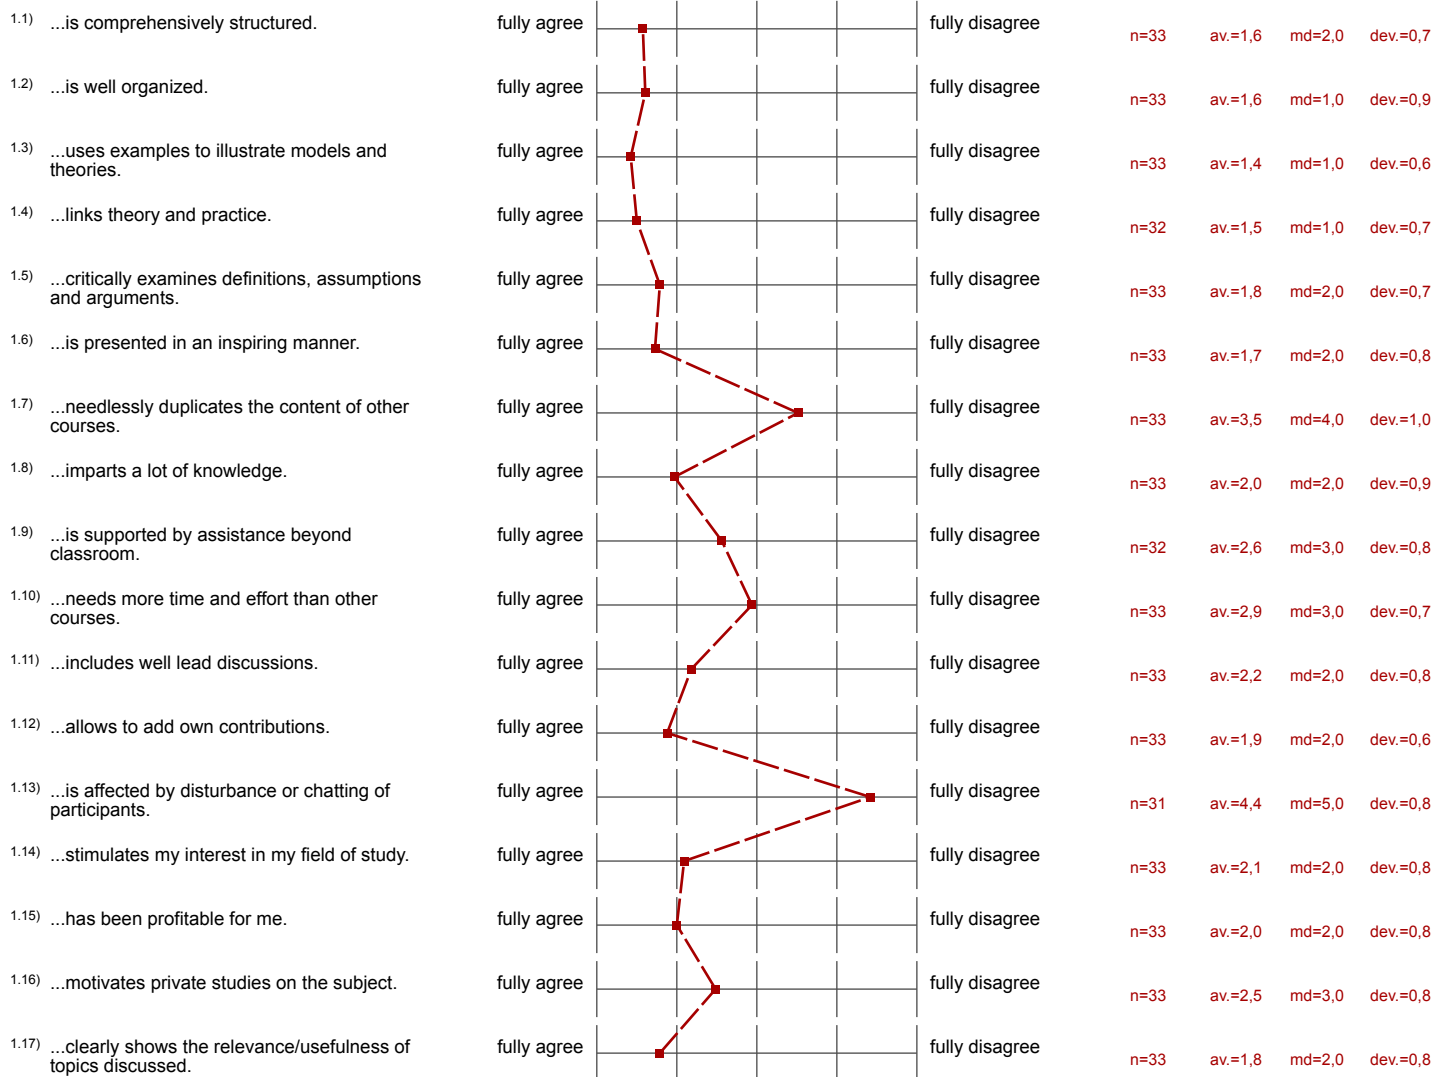 1.1) ...is comprehensively structured. fully agree fully disagree n=33 av.=1,6 md=2,0 dev.=0,7
1.2) ...is well organized. fully agree fully disagree n=33 av.=1,6 md=1,0 dev.=0,9
1.3) ...uses examples to illustrate models and fully agree fully disagree n=33 av.=1,4 md=1,0 dev.=0,6
theories.
1.4) ...links theory and practice. fully agree fully disagree n=32 av.=1,5 md=1,0 dev.=0,7
1.5) ...critically examines definitions, assumptions fully agree fully disagree n=33 av.=1,8 md=2,0 dev.=0,7
and arguments.
1.6) ...is presented in an inspiring manner. fully agree fully disagree n=33 av.=1,7 md=2,0 dev.=0,8
1.7) ...needlessly duplicates the content of other fully agree fully disagree n=33 av.=3,5 md=4,0 dev.=1,0
courses.
1.8) ...imparts a lot of knowledge. fully agree fully disagree n=33 av.=2,0 md=2,0 dev.=0,9
1.9) ...is supported by assistance beyond fully agree fully disagree n=32 av.=2,6 md=3,0 dev.=0,8
classroom.
1.10) ...needs more time and effort than other fully agree fully disagree n=33 av.=2,9 md=3,0 dev.=0,7
courses.
1.11) ...includes well lead discussions. fully agree fully disagree n=33 av.=2,2 md=2,0 dev.=0,8
1.12) ...allows to add own contributions. fully agree fully disagree n=33 av.=1,9 md=2,0 dev.=0,6
1.13) ...is affected by disturbance or chatting of fully agree fully disagree n=31 av.=4,4 md=5,0 dev.=0,8
participants.
1.14) ...stimulates my interest in my field of study. fully agree fully disagree n=33 av.=2,1 md=2,0 dev.=0,8
1.15) ...has been profitable for me. fully agree fully disagree n=33 av.=2,0 md=2,0 dev.=0,8
1.16) ...motivates private studies on the subject. fully agree fully disagree n=33 av.=2,5 md=3,0 dev.=0,8
1.17) ...clearly shows the relevance/usefulness of fully agree fully disagree n=33 av.=1,8 md=2,0 dev.=0,8
topics discussed.